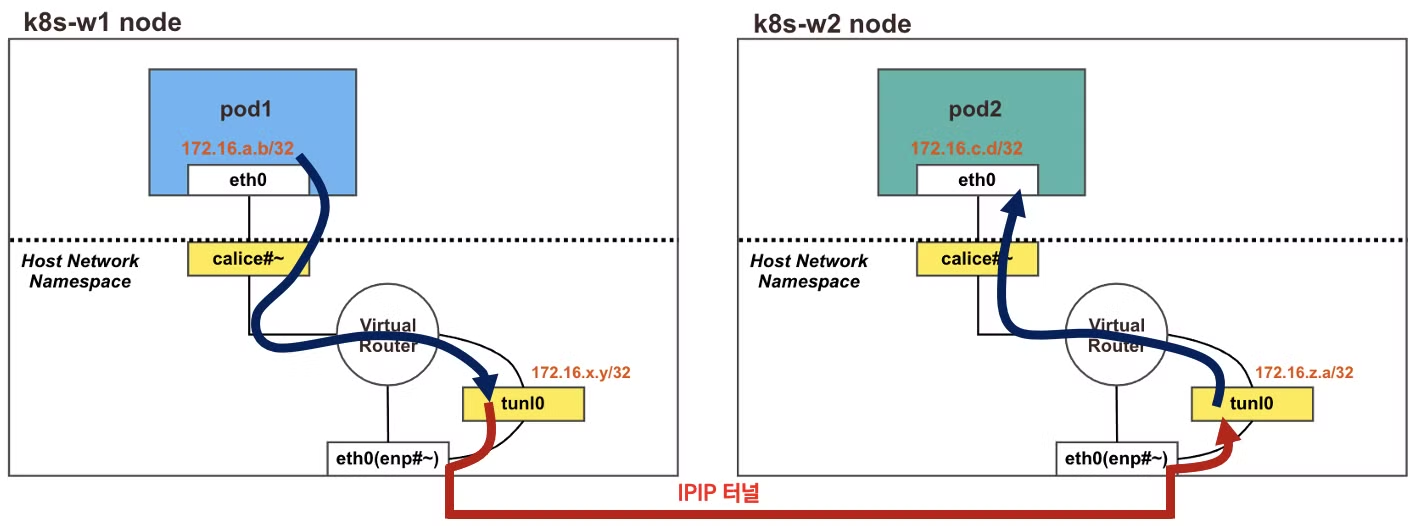 k8s-w1 node
pod1
172.16.a.b/32
eth0
calice#~
Host Network
Namespace
Virtual
Router
172.16.x.y/32
tunl0
eth0(enp#~)
k8s-w2 node
pod2
172.16.c.d/32
eth0
calice#~
Host Network
Namespace
Virtual
Router
172.16.z.a/32
tunl0
eth0(enp#~)
IPIP 터널